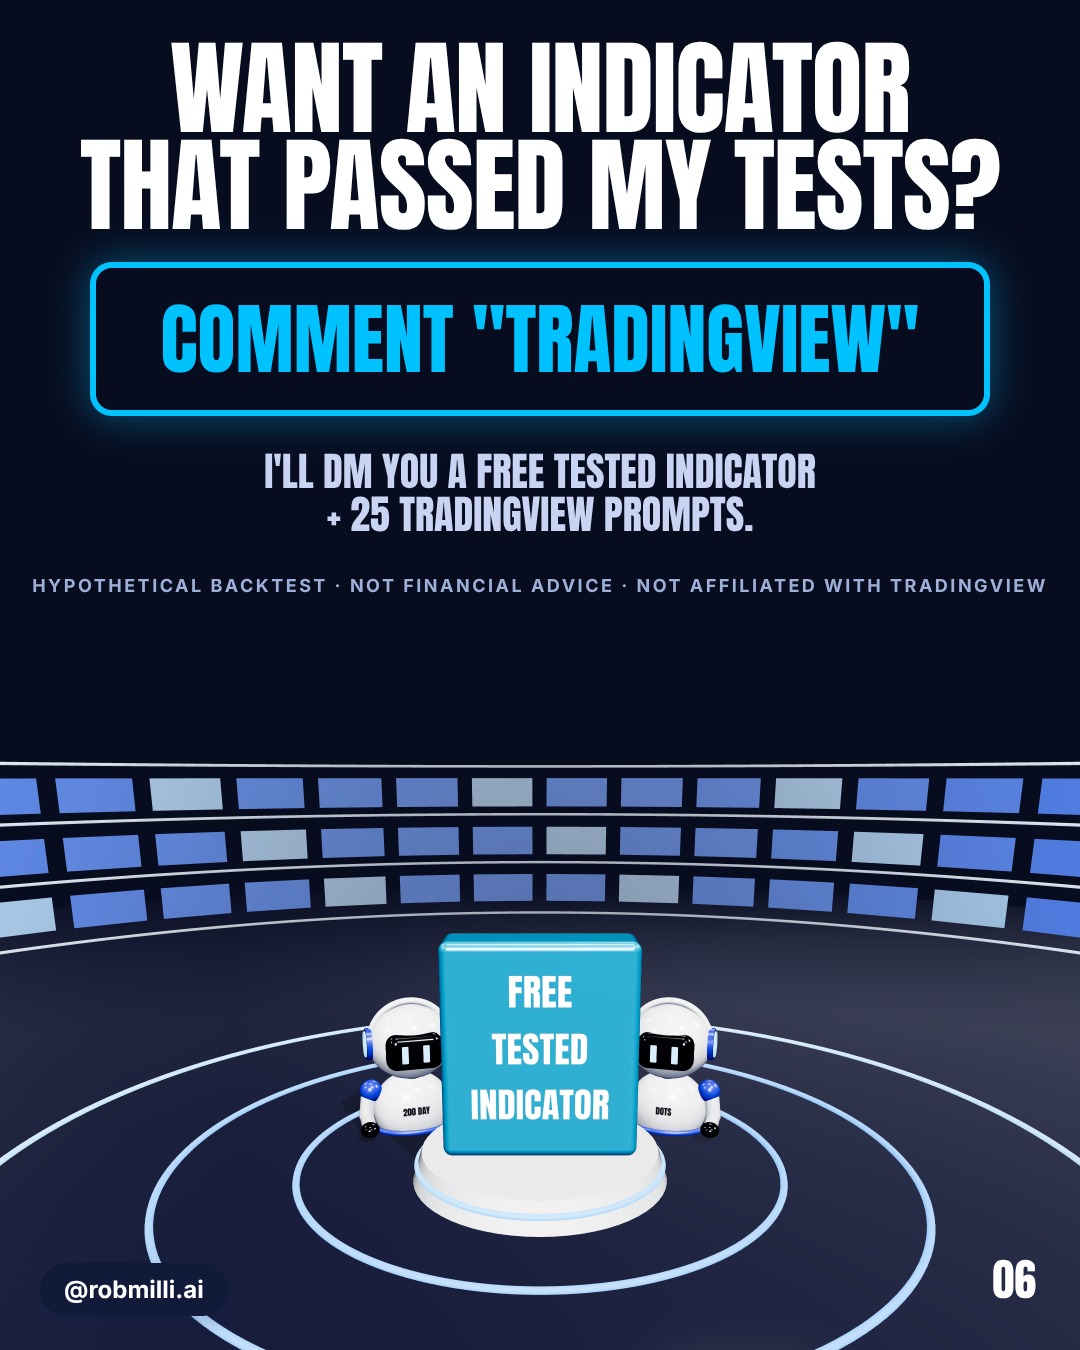 WANT AN INDICATOR
THAT PASSED MY TESTS?
COMMENT "TRADINGVIEW"
I'LL DM YOU A FREE TESTED INDICATOR
+ 25 TRADINGVIEW PROMPTS.
HYPOTHETICAL BACKTEST · NOT FINANCIAL ADVICE · NOT AFFILIATED WITH TRADINGVIEW
FREE
TESTED
INDICATOR
200 DAY
DOTS
@robmilli.ai
06